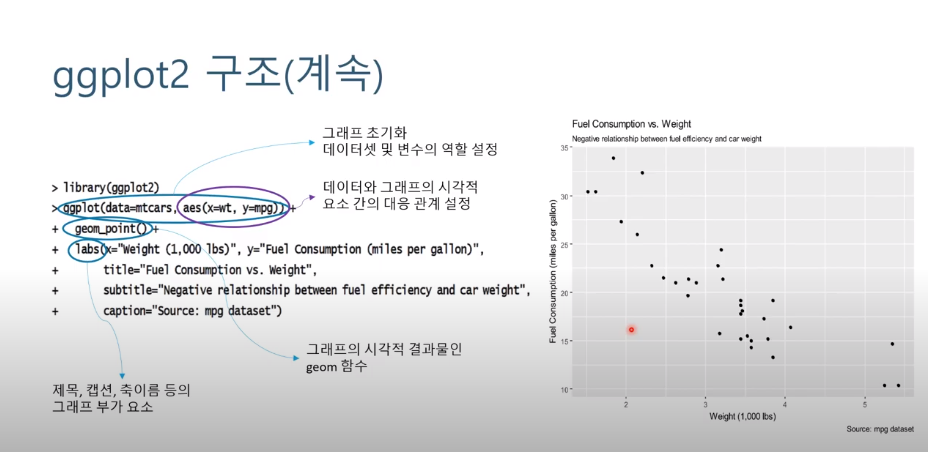 ggplot2 구조(계속)
그래프 초기화
데이터셋 및 변수의 역할 설정
데이터와 그래프의 시각적
요소 간의 대응 관계 설정
> library(ggplot2)
> ggplot(data=mtcars, aes(x=wt, y=mpg)) +
+ geom_point() +
+ labs(x="Weight (1,000 lbs)", y="Fuel Consumption (miles per gallon)",
+ title="Fuel Consumption vs. Weight",
+ subtitle="Negative relationship between fuel efficiency and car weight",
+ caption="Source: mpg dataset")
그래프의 시각적 결과물인
geom 함수
제목, 캡션, 축이름 등의
그래프 부가 요소
Fuel Consumption vs. Weight
Negative relationship between fuel efficiency and car weight
35
30
25
20
15
10
Fuel Consumption (miles per gallon)
2 3 4 5
Weight (1,000 lbs)
Source: mpg dataset